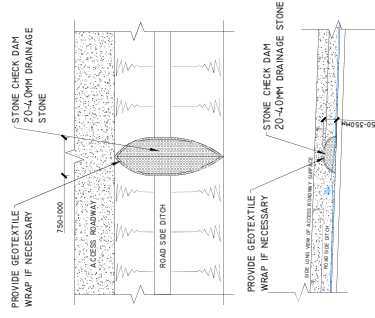 STONE CHECK DAM
20-40MM DRAINAGE
STONE
750-1000
PROVIDE GEOTEXTILE
WRAP IF NECESSARY
ACCESS ROADWAY
ROAD SIDE DITCH
STONE CHECK DAM
20-40MM DRAINAGE STONE
PROVIDE GEOTEXTILE
WRAP IF NECESSARY
SIDE LONG VIEW OF ACCESS ROADWAY SURFACE
ROAD SIDE DITCH